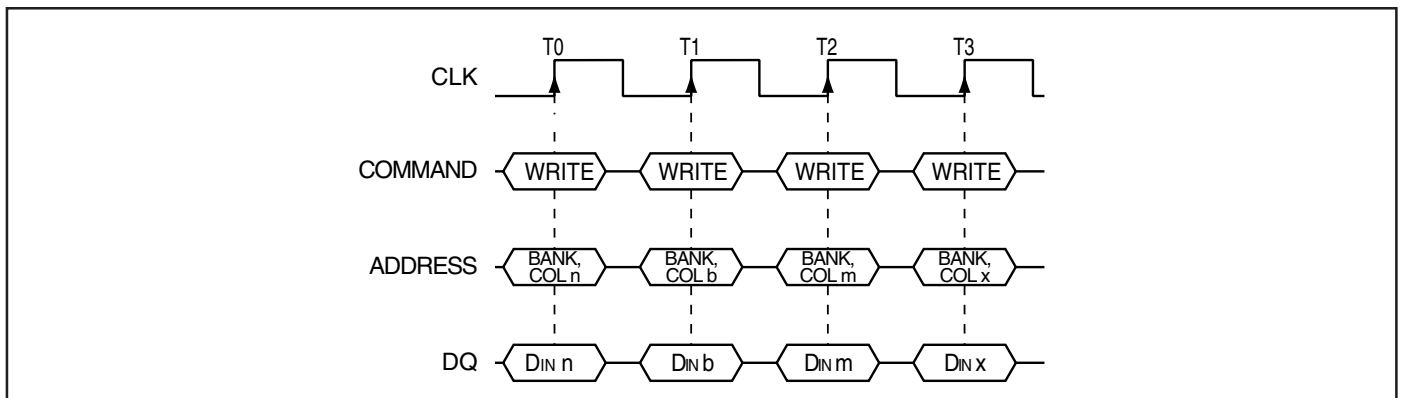 T0 T1 T2 T3
CLK
COMMAND WRITE WRITE WRITE WRITE
ADDRESS BANK, COL n BANK, COL b BANK, COL m BANK, COL x
DQ DIN n DIN b DIN m DIN x